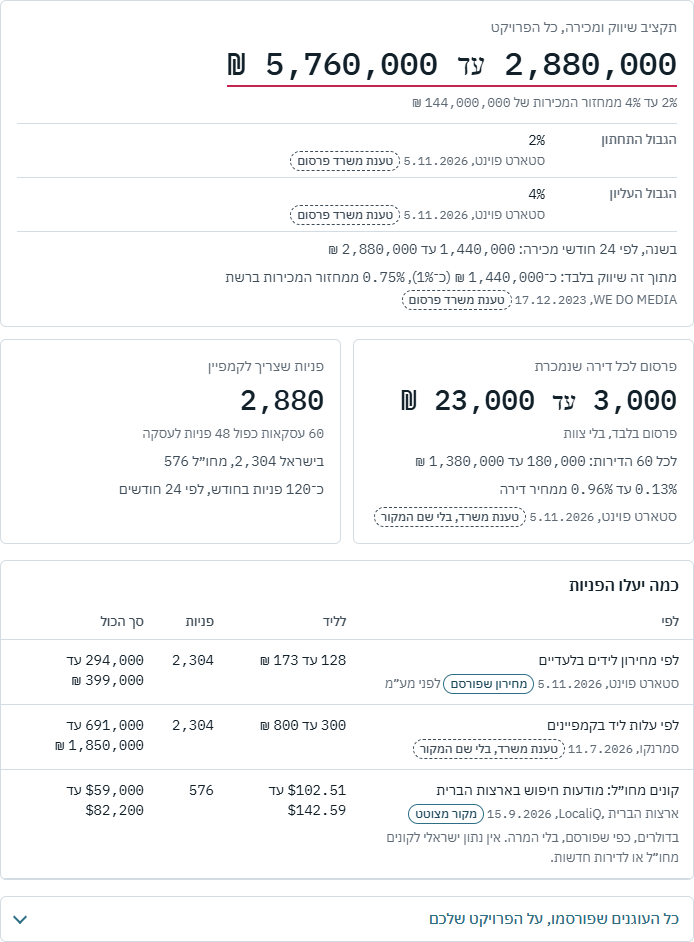 תקציב שיווק ומכירה, כל הפרויקט
2,880,000 עד 5,760,000 ₪
2% עד 4% ממחזור המכירות של 144,000,000 ₪
הגבול התחתון
2%
סטארט פוינט, 5.11.2026 טענת משרד פרסום
הגבול העליון
4%
סטארט פוינט, 5.11.2026 טענת משרד פרסום
בשנה, לפי 24 חודשי מכירה: 1,440,000 עד 2,880,000 ₪
מתוך זה שיווק בלבד: כ־1,440,000 ₪ (כ־1%), 0.75% ממחזור המכירות ברשת
WE DO MEDIA, 17.12.2023 טענת משרד פרסום
פרסום לכל דירה שנמכרת
3,000 עד 23,000 ₪
פרסום בלבד, בלי צוות
לכל 60 הדירות: 180,000 עד 1,380,000 ₪
0.13% עד 0.96% ממחיר דירה
סטארט פוינט, 5.11.2026 טענת משרד, בלי שם המקור
פניות שצריך לקמפיין
2,880
60 עסקאות כפול 48 פניות לעסקה
בישראל 2,304, מחו״ל 576
כ־120 פניות בחודש, לפי 24 חודשים
כמה יעלו הפניות
לפי לליד פניות סך הכול
לפי מחירון לידים בלעדיים 128 עד 173 ₪ 2,304 294,000 עד
399,000 ₪
סטארט פוינט, 5.11.2026 מחירון שפורסם לפני מע״מ
לפי עלות ליד בקמפיינים 300 עד 800 ₪ 2,304 691,000 עד
1,850,000 ₪
סמרנקו, 11.7.2026 טענת משרד, בלי שם המקור
קונים מחו״ל: מודעות חיפוש בארצות הברית $102.51 עד 576 $59,000 עד
$142.59 $82,200
ארצות הברית, LocaliQ, 15.9.2026 מקור מצוטט
בדולרים, כפי שפורסם, בלי המרה. אין נתון ישראלי לקונים
מחו״ל או לדירות חדשות.
כל העוגנים שפורסמו, על הפרויקט שלכם